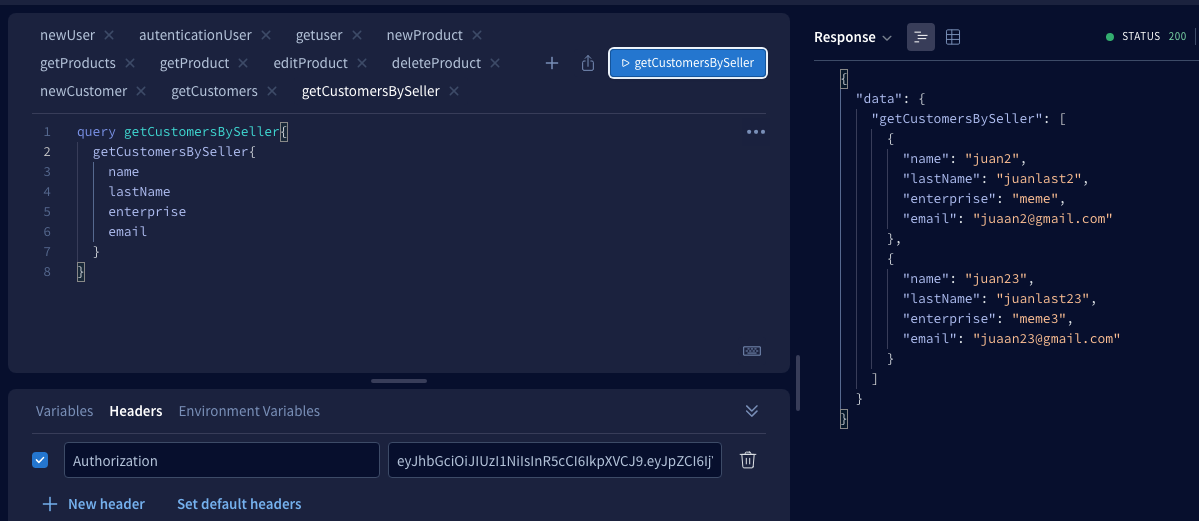 newUser autenticationUser getuser newProduct
getProducts getProduct editProduct deleteProduct
newCustomer getCustomers getCustomersBySeller
getCustomersBySeller
1 query getCustomersBySeller{
2 getCustomersBySeller{
3 name
4 lastName
5 enterprise
6 email
7 }
8 }
Variables Headers Environment Variables
Authorization eyJhbGciOiJIUzI1NiIsInR5cCI6IkpXVCJ9.eyJpZCI6Ij
New header Set default headers
Response STATUS 200
{
"data": {
"getCustomersBySeller": [
{
"name": "juan2",
"lastName": "juanlast2",
"enterprise": "meme",
"email": "juaan2@gmail.com"
},
{
"name": "juan23",
"lastName": "juanlast23",
"enterprise": "meme3",
"email": "juaan23@gmail.com"
}
]
}
}